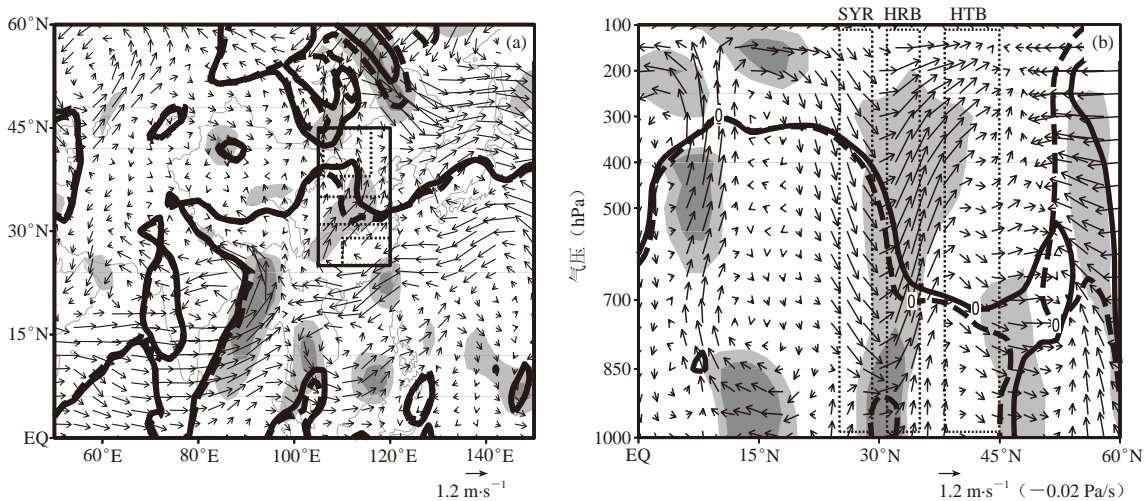 60°N
45°N
30°N
15°N
EQ
60°E
80°E
100°E
120°E
140°E
(a)
1.2 m·s⁻¹
SYR HRB HTB
100
200
300
400
500
700
850
1000
气压 (hPa)
EQ
15°N
30°N
45°N
60°N
(b)
0
0
0
0
1.2 m·s⁻¹ (−0.02 Pa/s)